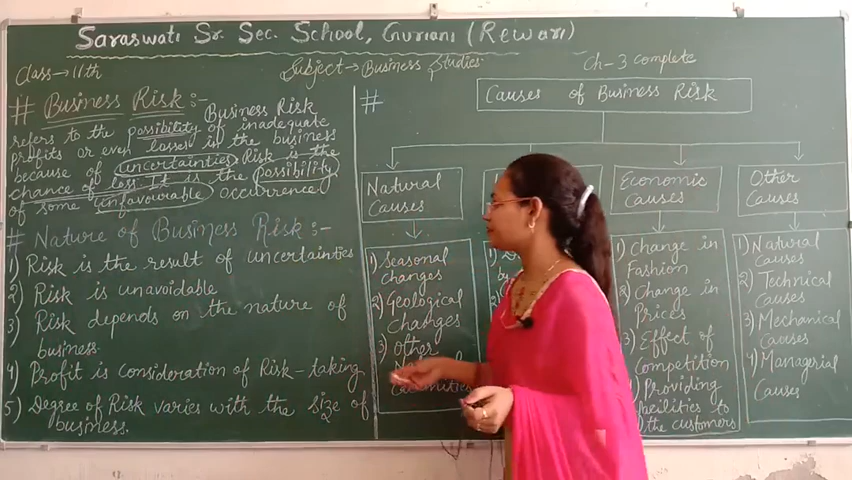 Saraswati Sr. Sec. School, Guriani (Rewari)
Class → 11th
Subject → Business Studies
Ch-3 complete
# Business Risk :-
Business Risk
refers to the possibility of inadequate
profits or even losses in the business
because of uncertainties. Risk is the
chance of loss. It is the possibility
of some unfavourable occurrence
# Nature of Business Risk :-
1) Risk is the result of uncertainties
2) Risk is unavoidable
3) Risk depends on the nature of
business.
4) Profit is consideration of Risk-taking
5) Degree of Risk varies with the size of
business.
#
Causes of Business Risk
Natural
Causes
1) Seasonal
changes
2) Geological
Changes
3) Other
Calamities
Economic
Causes
1) Change in
Fashion
2) Change in
Prices
3) Effect of
Competition
4) Providing
facilities to
the customers
Other
Causes
1) Natural
Causes
2) Technical
Causes
3) Mechanical
Causes
4) Managerial
Causes